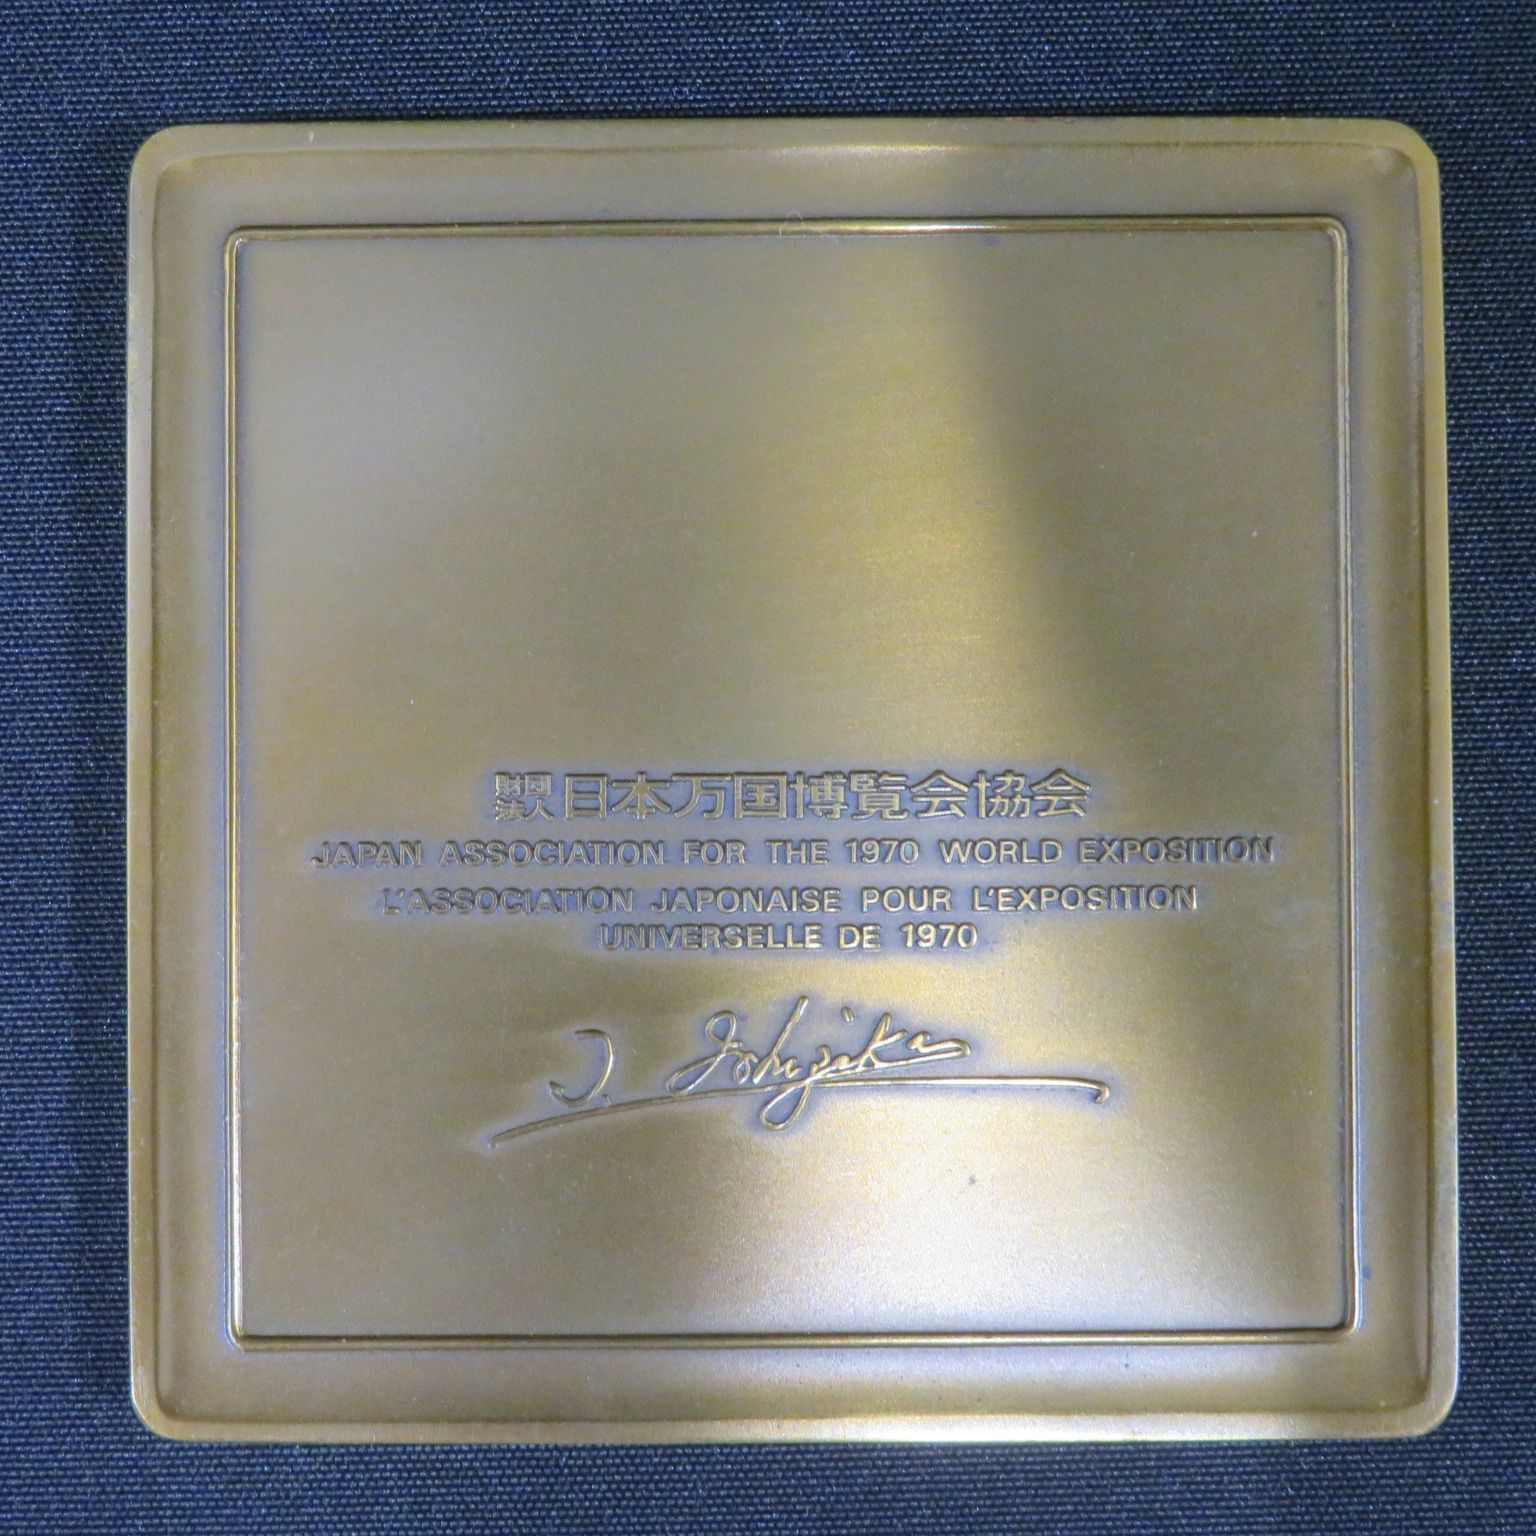 財団法人 日本万国博覧会協会
JAPAN ASSOCIATION FOR THE 1970 WORLD EXPOSITION
L'ASSOCIATION JAPONAISE POUR L'EXPOSITION
UNIVERSELLE DE 1970